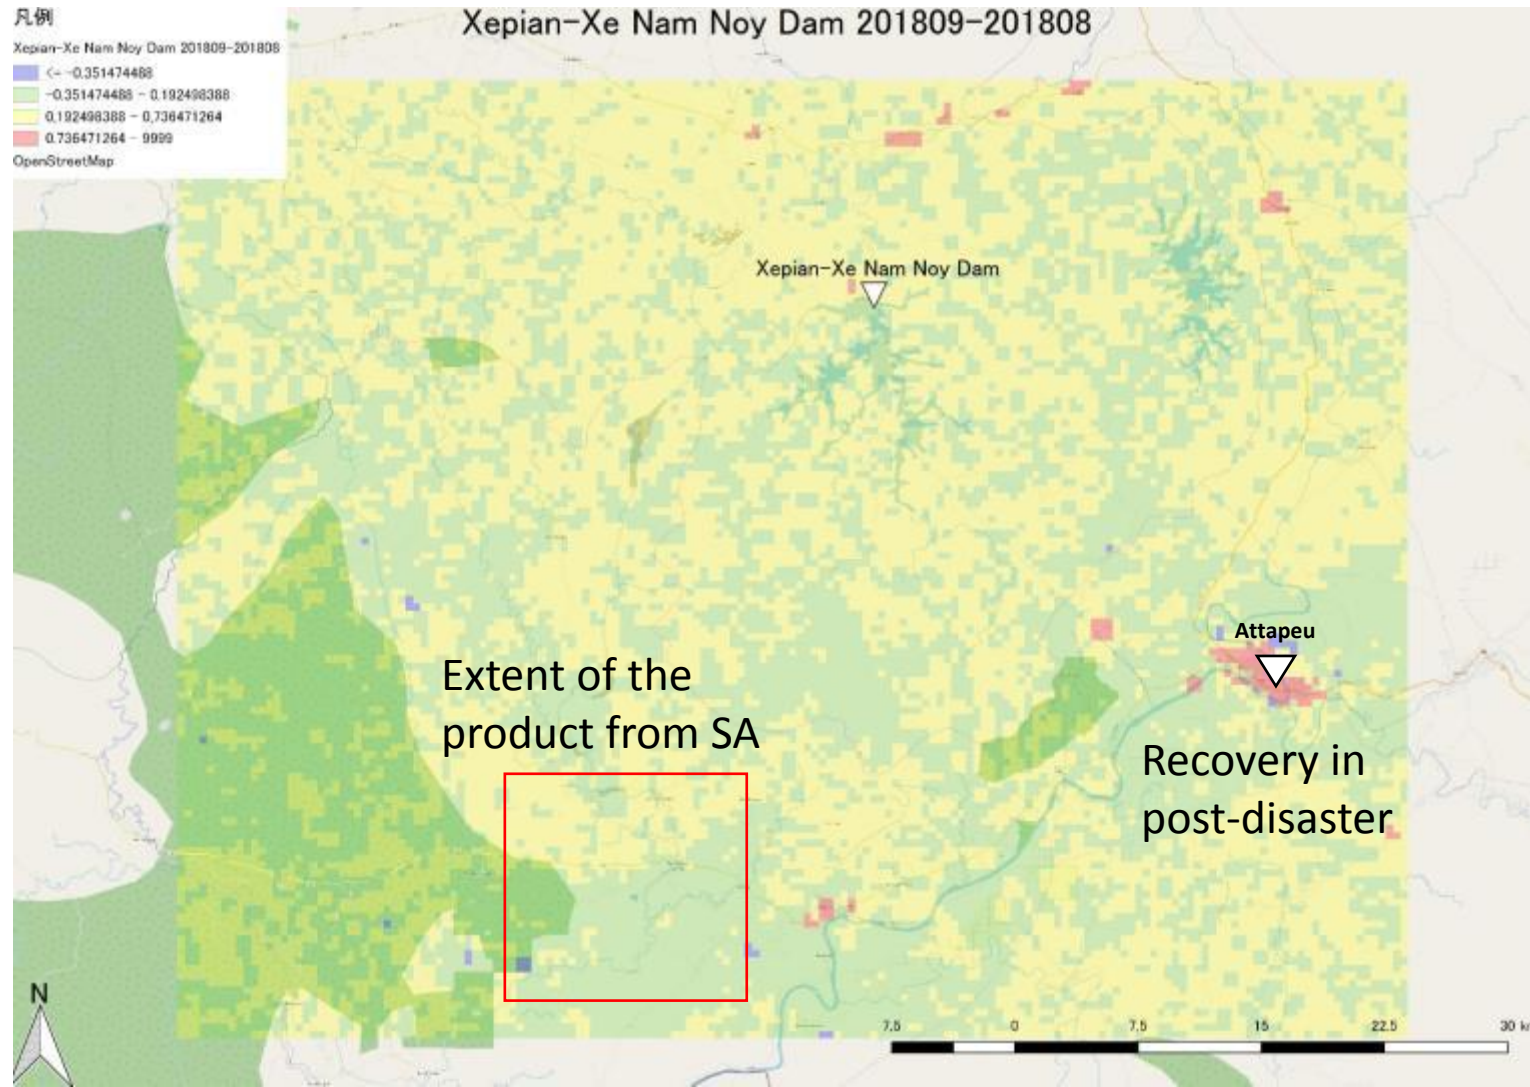 凡例
Xepian-Xe Nam Noy Dam 201809-201808
Xepian-Xe Nam Noy Dam 201809-201808
<- -0.351474488
-0.351474488 - 0.192498388
0.192498388 - 0.736471264
0.736471264 - 9999
OpenStreetMap
Xepian-Xe Nam Noy Dam
Attapeu
Extent of the
product from SA
Recovery in
post-disaster
N
7.5 0 7.5 15 22.5 30